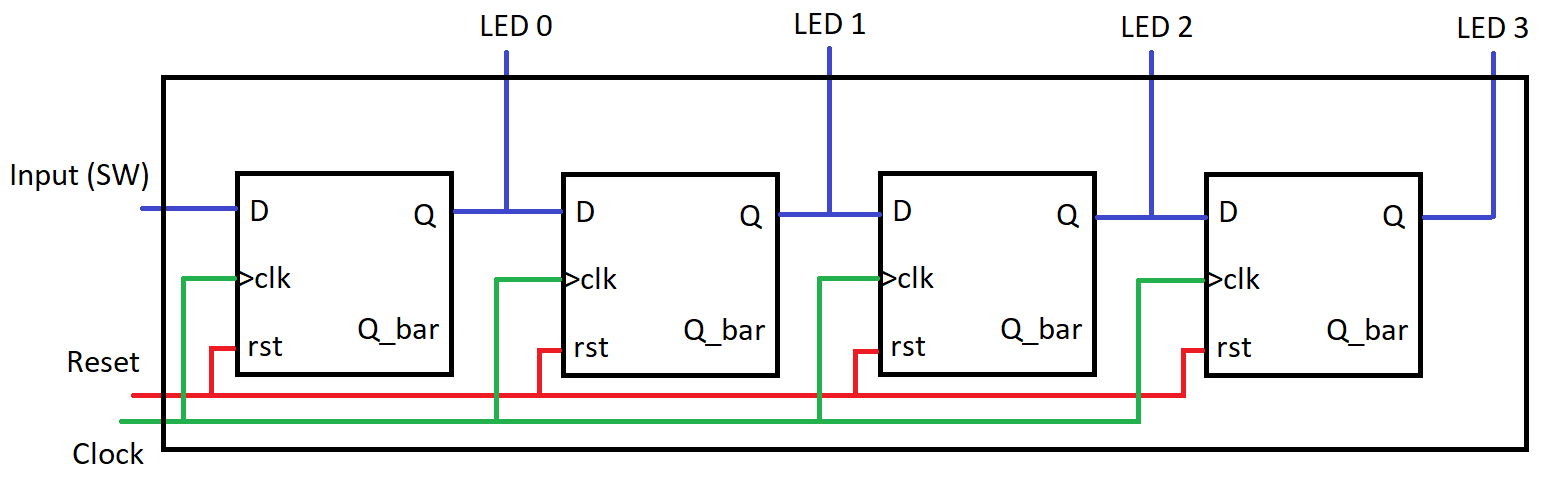 LED 0
LED 1
LED 2
LED 3
Input (SW)
D
Q
>clk
Q_bar
rst
D
Q
>clk
Q_bar
rst
D
Q
>clk
Q_bar
rst
D
Q
>clk
Q_bar
rst
Reset
Clock